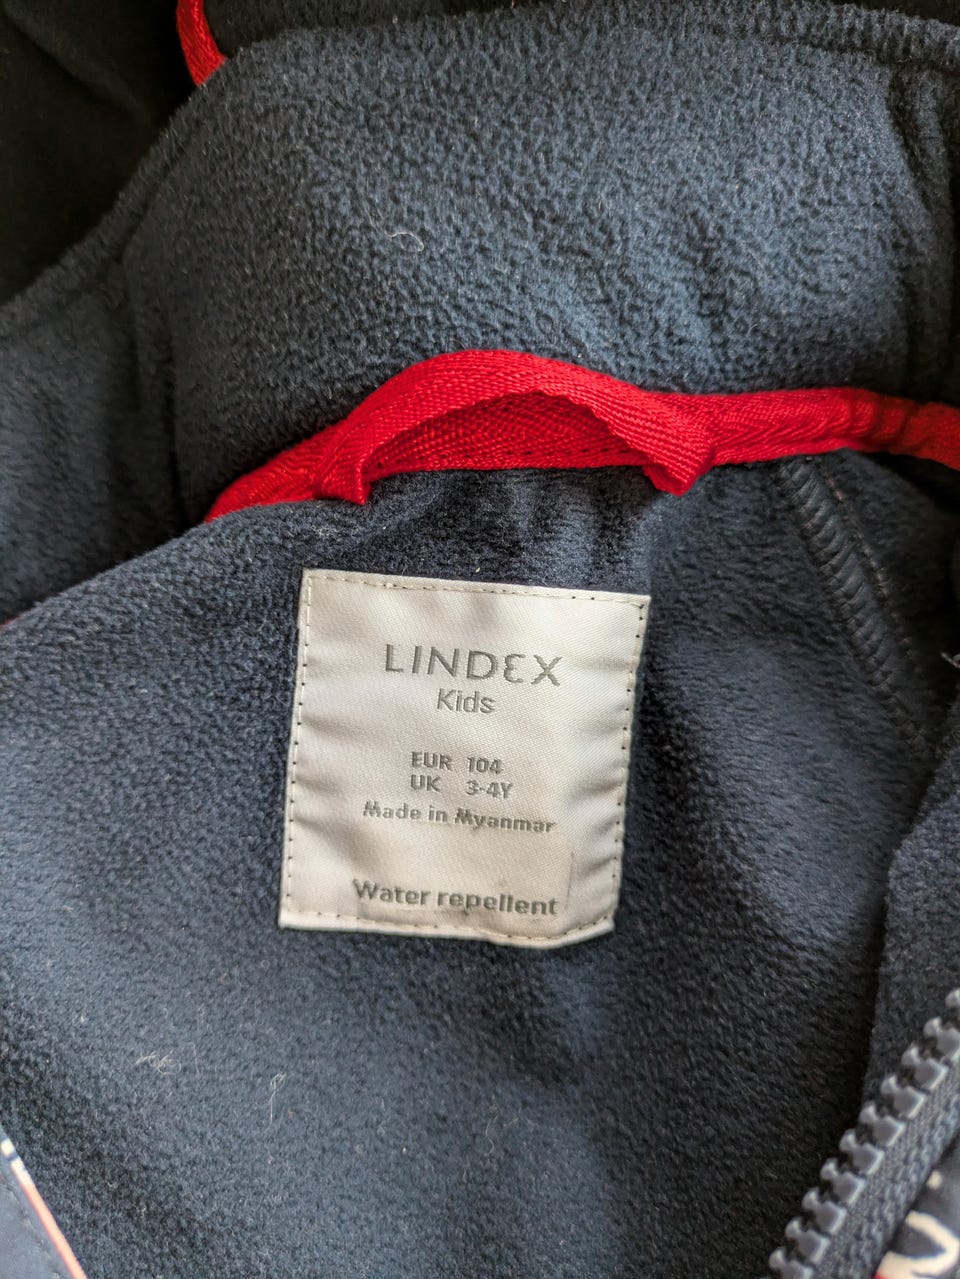 LINDEX
Kids
EUR 104
UK 3-4Y
Made in Myanmar
Water repellent